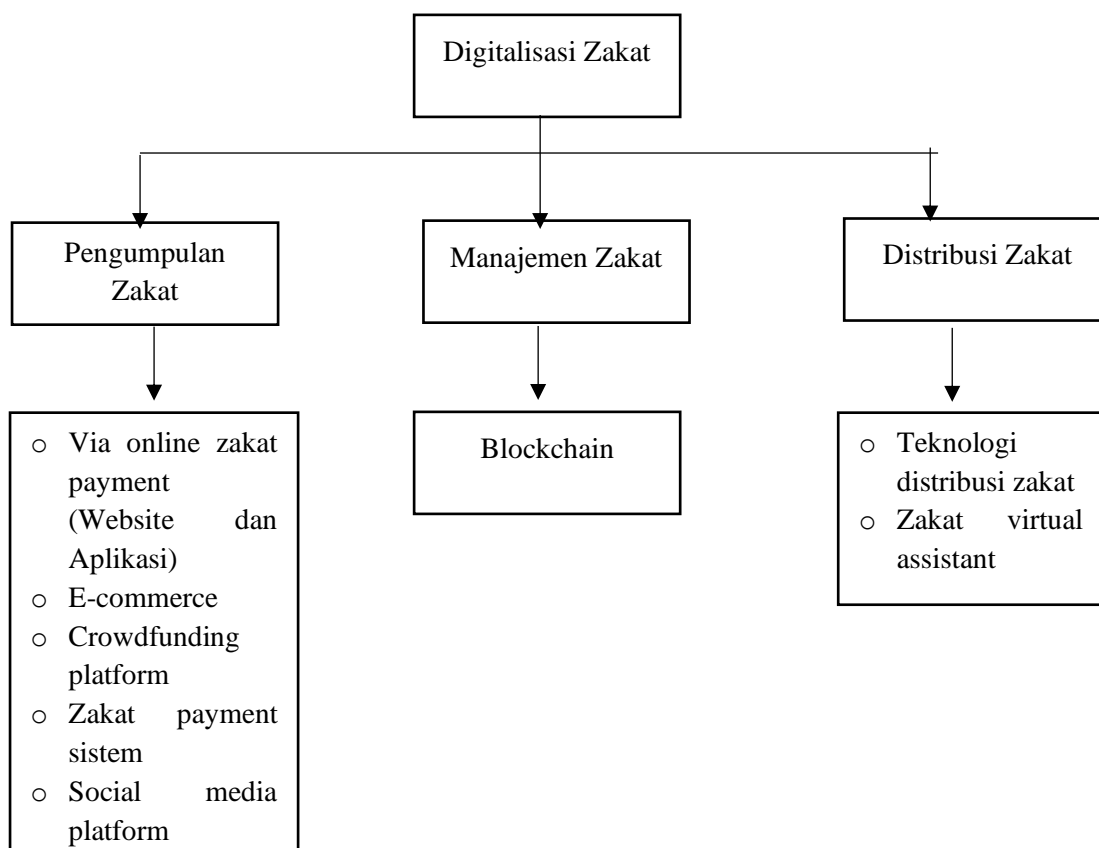 Digitalisasi Zakat
Pengumpulan
Zakat
Manajemen Zakat
Distribusi Zakat
o Via online zakat
payment
(Website dan
Aplikasi)
o E-commerce
o Crowdfunding
platform
o Zakat payment
sistem
o Social media
platform
Blockchain
o Teknologi
distribusi zakat
o Zakat virtual
assistant